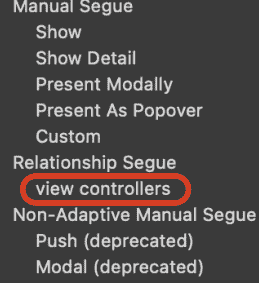 Manual Segue
Show
Show Detail
Present Modally
Present As Popover
Custom
Relationship Segue
view controllers
Non-Adaptive Manual Segue
Push (deprecated)
Modal (deprecated)